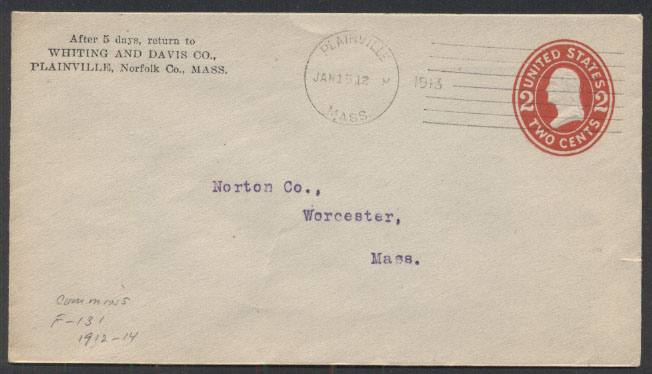 After 5 days, return to
WHITING AND DAVIS CO.,
PLAINVILLE, Norfolk Co., MASS.
PLAINVILLE
JAN 15 12
MASS.
1913
UNITED STATES
2 2
TWO CENTS
Norton Co.,
Worcester,
Mass.
F-131
1912-14